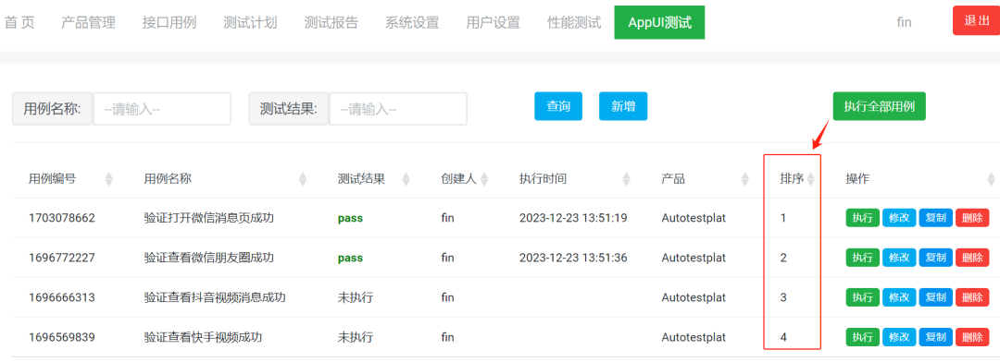 首 页 产品管理 接口用例 测试计划 测试报告 系统设置 用户设置 性能测试 AppUI测试 fin 退出
用例名称: --请输入-- 测试结果: --请输入-- 查询 新增 执行全部用例
用例编号 用例名称 测试结果 创建人 执行时间 产品 排序 操作
1703078662 验证打开微信消息页成功 pass fin 2023-12-23 13:51:19 Autotestplat 1 执行 修改 复制 删除
1696772227 验证查看微信朋友圈成功 pass fin 2023-12-23 13:51:36 Autotestplat 2 执行 修改 复制 删除
1696666313 验证查看抖音视频消息成功 未执行 fin Autotestplat 3 执行 修改 复制 删除
1696569839 验证查看快手视频成功 未执行 fin Autotestplat 4 执行 修改 复制 删除